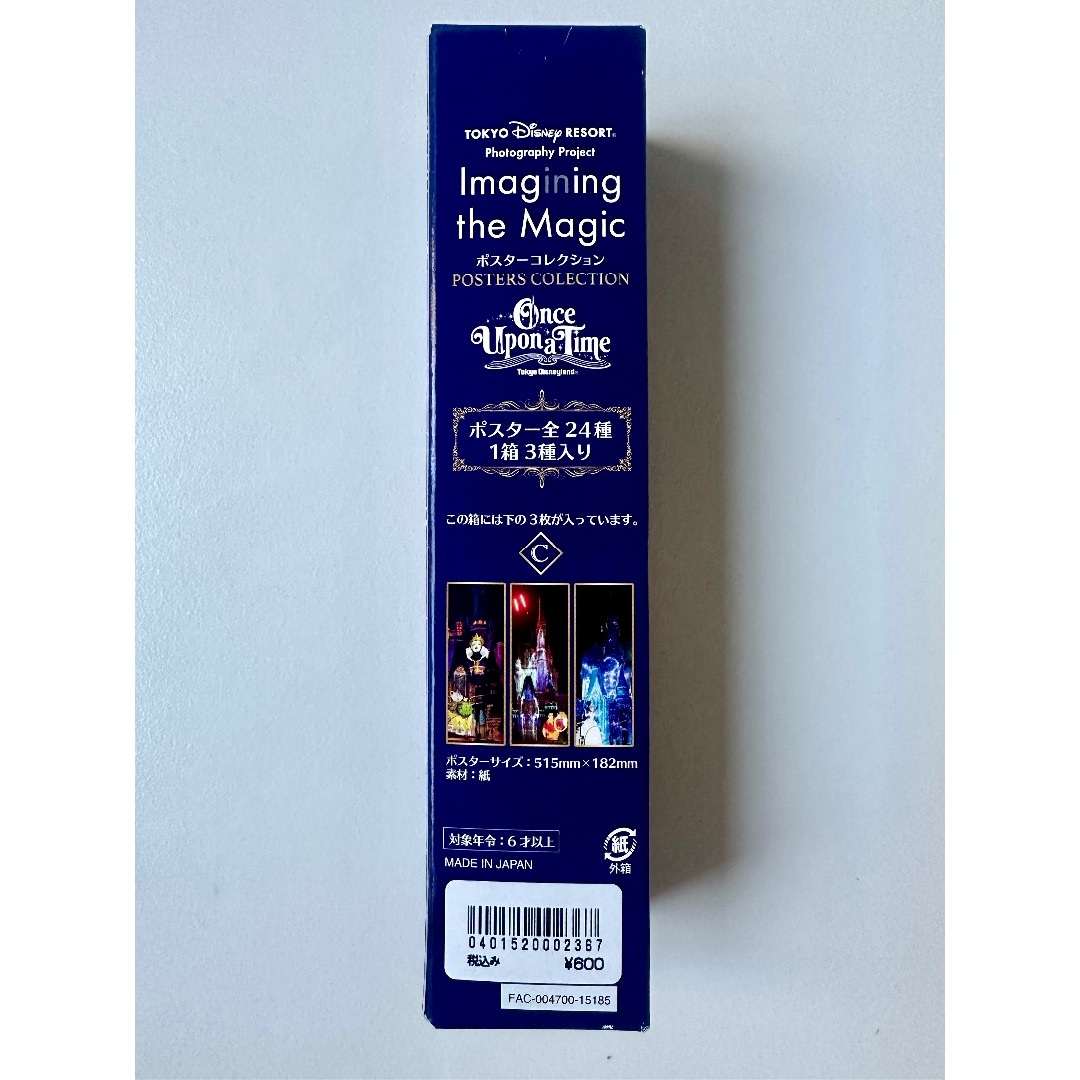 TOKYO Disney RESORT®
Photography Project
Imagining
the Magic
ポスターコレクション
POSTERS COLECTION
Once
Upon a Time
Tokyo Disneyland®
ポスター全 24種
1箱 3種入り
この箱には下の 3枚が入っています。
C
ポスターサイズ：515mm×182mm
素材：紙
対象年令：6 才以上
MADE IN JAPAN
紙
外箱
0401520002367
税込み ¥600
FAC-004700-15185